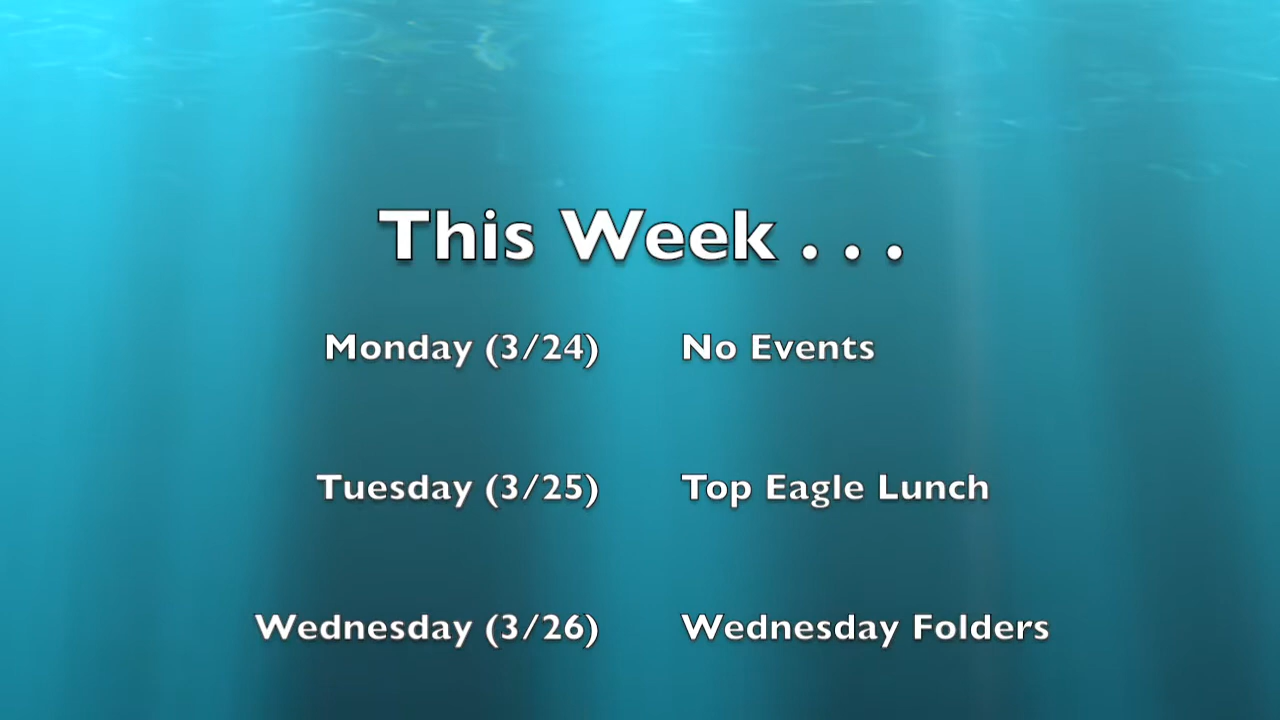 This Week . . .
Monday (3/24) No Events
Tuesday (3/25) Top Eagle Lunch
Wednesday (3/26) Wednesday Folders